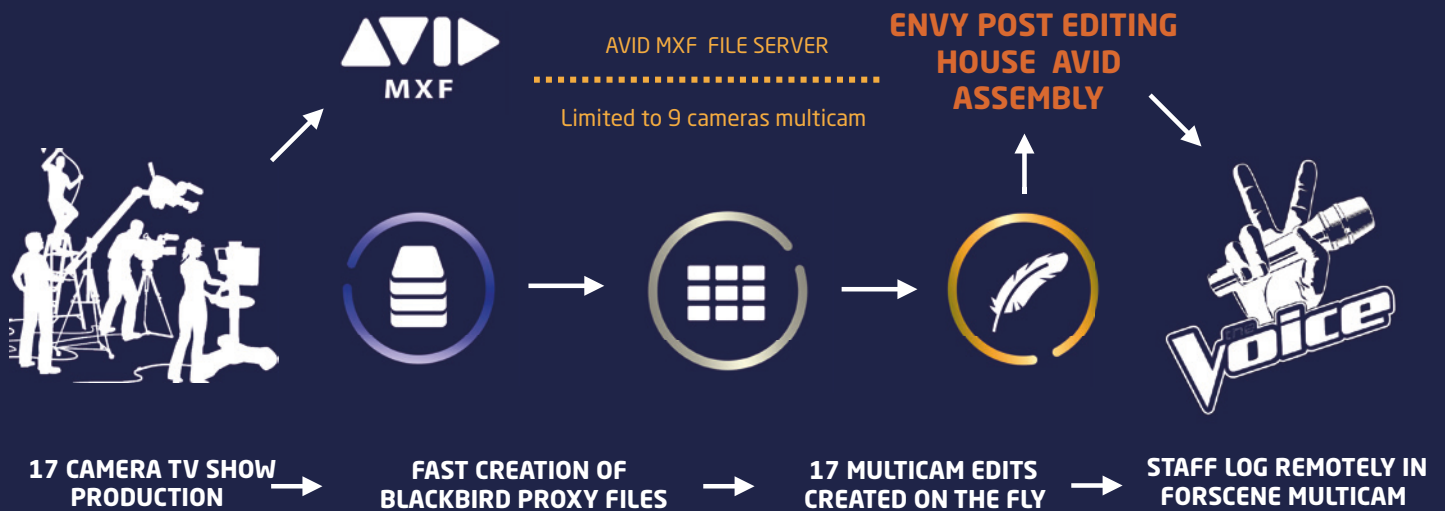 AVID
MXF
AVID MXF FILE SERVER
Limited to 9 cameras multicam
ENVY POST EDITING
HOUSE AVID
ASSEMBLY
the
Voice
17 CAMERA TV SHOW
PRODUCTION
FAST CREATION OF
BLACKBIRD PROXY FILES
17 MULTICAM EDITS
CREATED ON THE FLY
STAFF LOG REMOTELY IN
FORSCENE MULTICAM